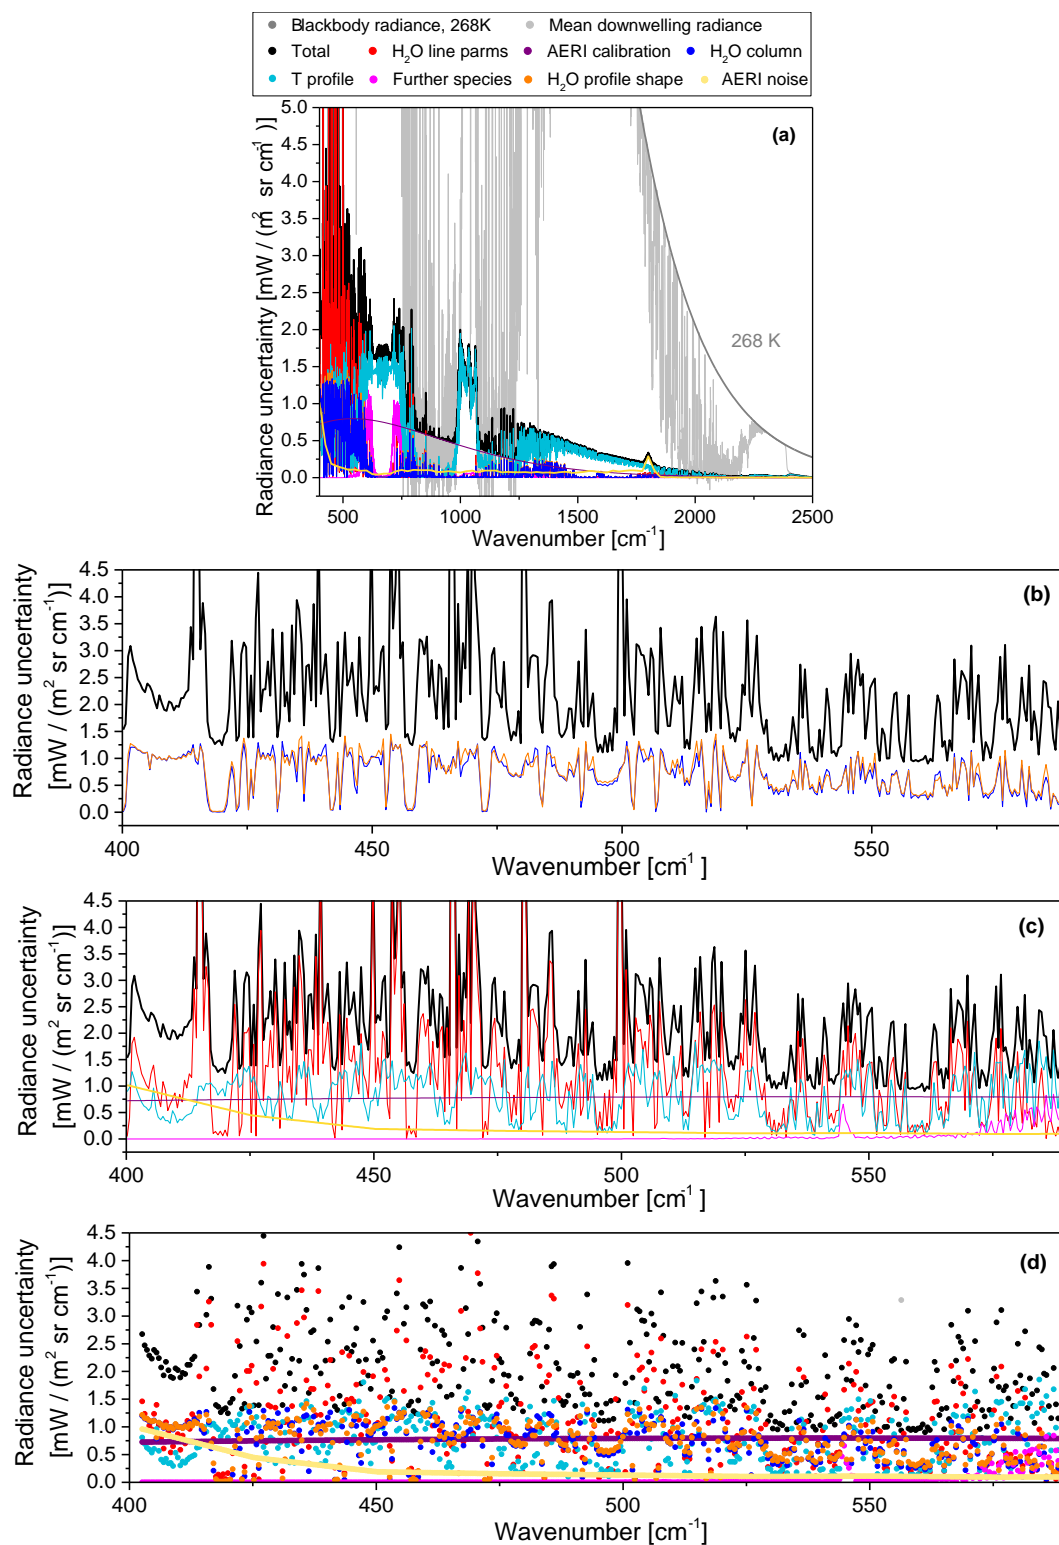 Blackbody radiance, 268K Mean downwelling radiance
Total H2O line parms AERI calibration H2O column
T profile Further species H2O profile shape AERI noise
(a)
Radiance uncertainty [mW / (m² sr cm⁻¹)]
5.0
4.5
4.0
3.5
3.0
2.5
2.0
1.5
1.0
0.5
0.0
268 K
500 1000 1500 2000 2500
Wavenumber [cm⁻¹]
(b)
Radiance uncertainty
[mW / (m² sr cm⁻¹)]
4.5
4.0
3.5
3.0
2.5
2.0
1.5
1.0
0.5
0.0
400 450 500 550
Wavenumber [cm⁻¹]
(c)
Radiance uncertainty
[mW / (m² sr cm⁻¹)]
4.5
4.0
3.5
3.0
2.5
2.0
1.5
1.0
0.5
0.0
400 450 500 550
Wavenumber [cm⁻¹]
(d)
Radiance uncertainty
[mW / (m² sr cm⁻¹)]
4.5
4.0
3.5
3.0
2.5
2.0
1.5
1.0
0.5
0.0
400 450 500 550
Wavenumber [cm⁻¹]